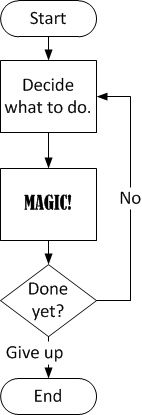 Start
Decide
what to do.
MAGIC!
No
Done
yet?
Give up
End